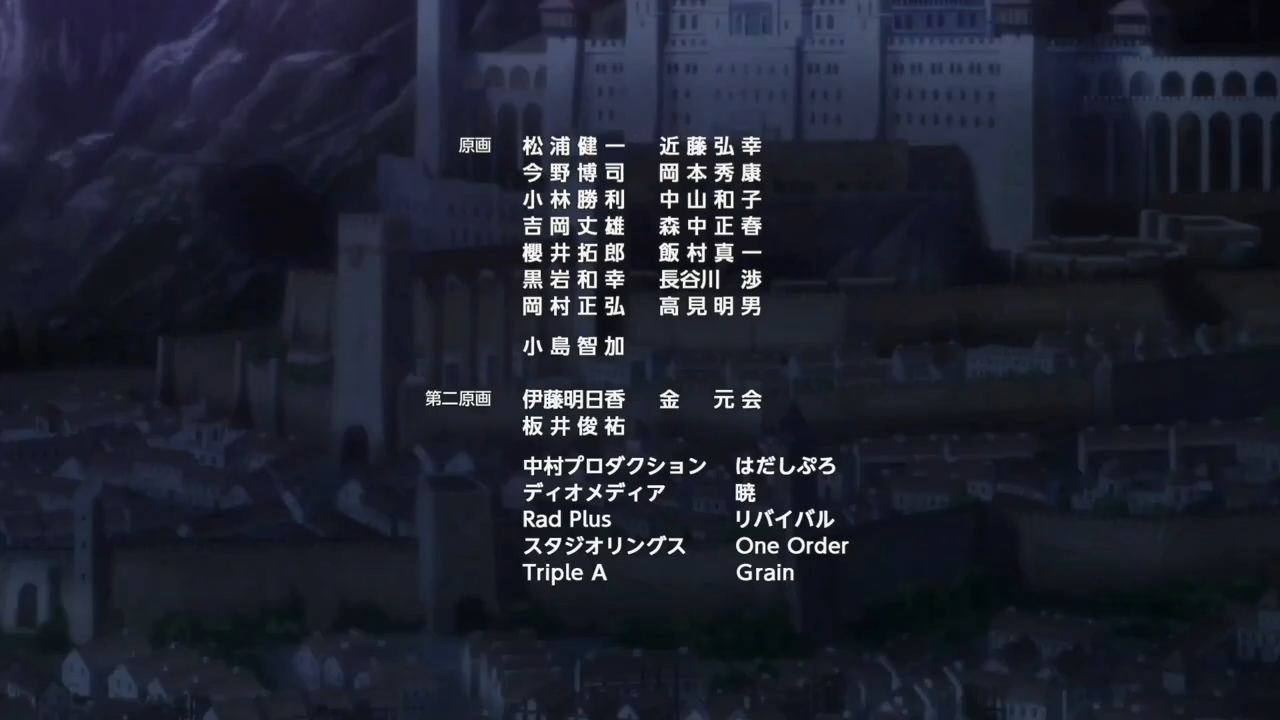 原画 松浦健一 近藤弘幸
今野博司 岡本秀康
小林勝利 中山和子
吉岡丈雄 森中正春
櫻井拓郎 飯村真一
黒岩和幸 長谷川 渉
岡村正弘 高見明男
小島智加
第二原画 伊藤明日香 金 元会
板井俊祐
中村プロダクション はだしぷろ
ディオメディア 暁
Rad Plus リバイバル
スタジオリングス One Order
Triple A Grain